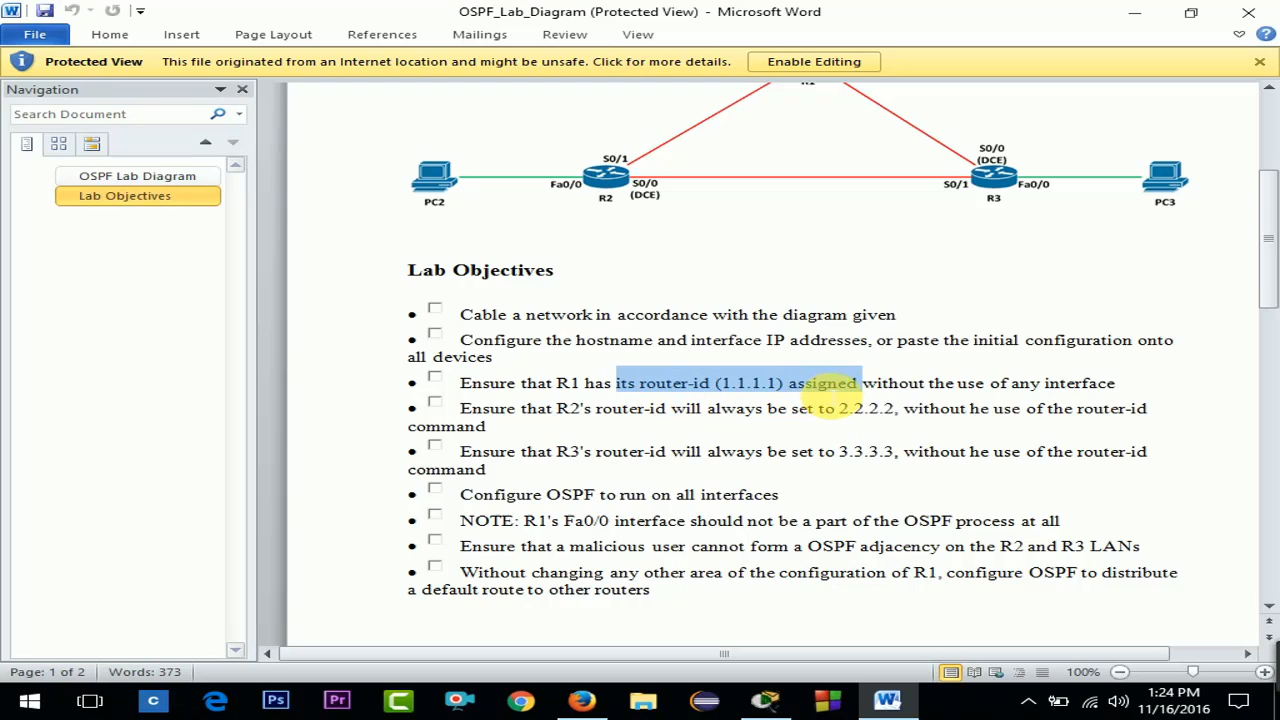 OSPF_Lab_Diagram (Protected View) - Microsoft Word
File Home Insert Page Layout References Mailings Review View
Protected View This file originated from an Internet location and might be unsafe. Click for more details. Enable Editing
Navigation
Search Document
OSPF Lab Diagram
Lab Objectives
S0/1
S0/0
(DCE)
Fa0/0
S0/0
(DCE)
S0/1
Fa0/0
PC2
R2
R3
PC3
Lab Objectives
• Cable a network in accordance with the diagram given
• Configure the hostname and interface IP addresses, or paste the initial configuration onto
all devices
• Ensure that R1 has its router-id (1.1.1.1) assigned without the use of any interface
• Ensure that R2's router-id will always be set to 2.2.2.2, without he use of the router-id
command
• Ensure that R3's router-id will always be set to 3.3.3.3, without he use of the router-id
command
• Configure OSPF to run on all interfaces
• NOTE: R1's Fa0/0 interface should not be a part of the OSPF process at all
• Ensure that a malicious user cannot form a OSPF adjacency on the R2 and R3 LANs
• Without changing any other area of the configuration of R1, configure OSPF to distribute
a default route to other routers
Page: 1 of 2 Words: 373 100%
1:24 PM
11/16/2016